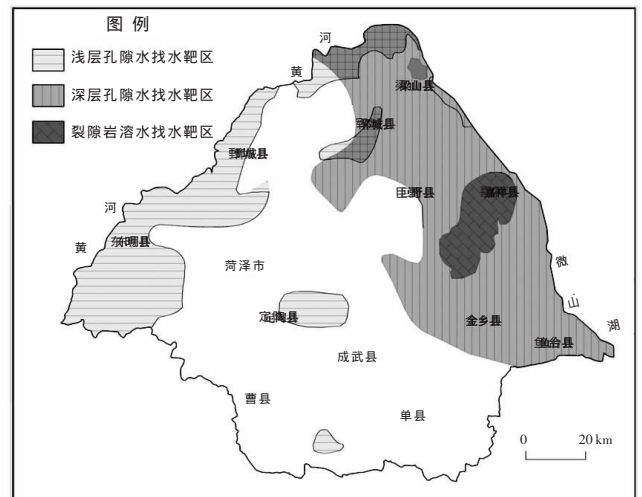 图例
浅层孔隙水找水靶区
深层孔隙水找水靶区
裂隙岩溶水找水靶区
河
黄
梁山县
郓城县
鄄城县
巨野县
嘉祥县
河
黄
东明县
菏泽市
微
山
湖
定陶县
金乡县
鱼台县
成武县
曹县
单县
0 20 km